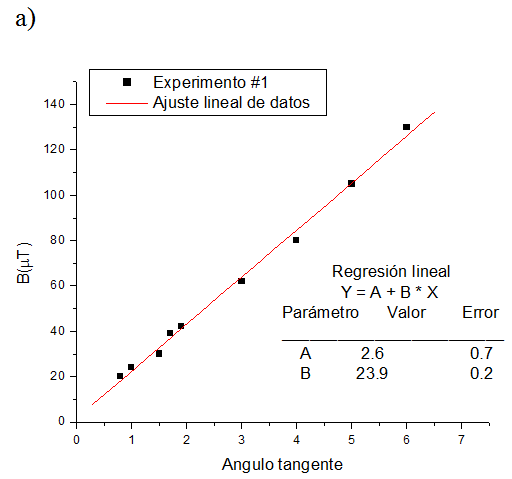 a)
Experimento #1
Ajuste lineal de datos
140
120
100
80
60
40
20
0
B(μT)
Regresión lineal
Y = A + B * X
Parámetro Valor Error
A 2.6 0.7
B 23.9 0.2
0 1 2 3 4 5 6 7
Angulo tangente